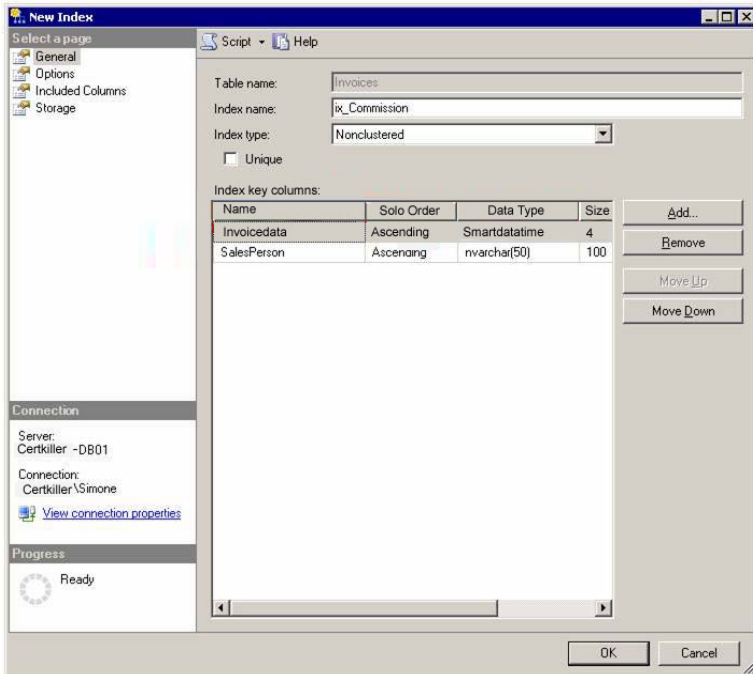 New Index
Select a page
General
Options
Included Columns
Storage
Script Help
Table name: Invoices
Index name: ix_Commission
Index type: Nonclustered
Unique
Index key columns:
Name Solo Order Data Type Size
Invoicedata Ascending Smartdatatime 4
SalesPerson Ascending nvarchar(50) 100
Add...
Remove
Move Up
Move Down
Connection
Server:
Certkiller -DB01
Connection:
Certkiller\Simone
View connection properties
Progress
Ready
OK Cancel